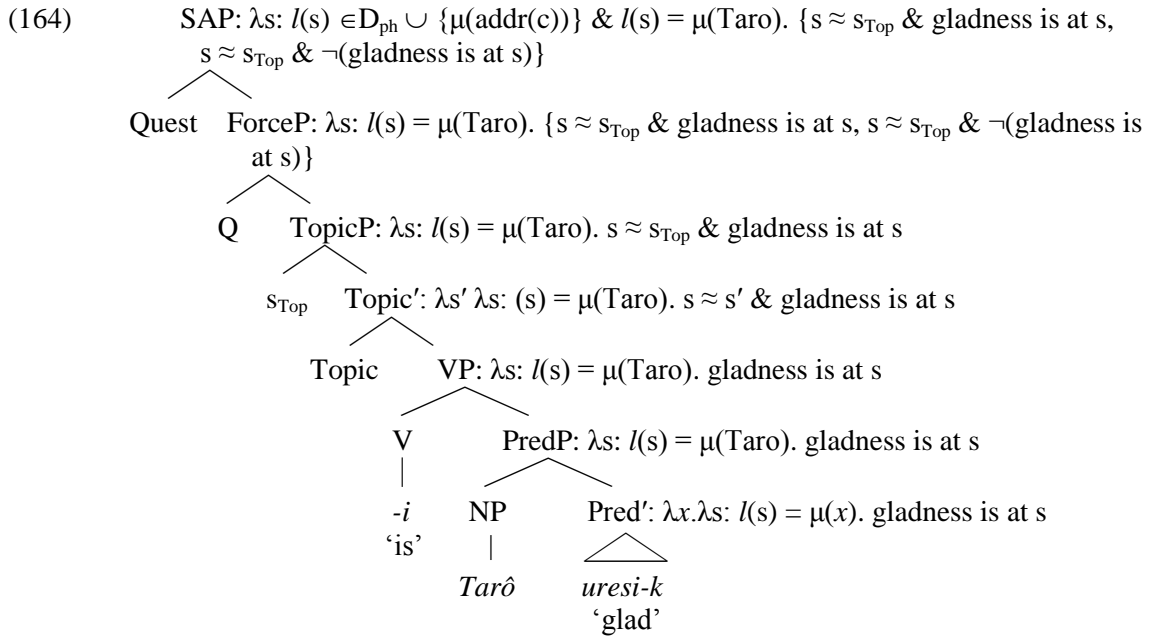 (164) SAP: λs: l(s) ∈D_ph ∪ {μ(addr(c))} & l(s) = μ(Taro). {s ≈ s_Top & gladness is at s,
s ≈ s_Top & ¬(gladness is at s)}
Quest ForceP: λs: l(s) = μ(Taro). {s ≈ s_Top & gladness is at s, s ≈ s_Top & ¬(gladness is
at s)}
Q TopicP: λs: l(s) = μ(Taro). s ≈ s_Top & gladness is at s
s_Top Topic′: λs′ λs: (s) = μ(Taro). s ≈ s′ & gladness is at s
Topic VP: λs: l(s) = μ(Taro). gladness is at s
V PredP: λs: l(s) = μ(Taro). gladness is at s
-i NP Pred′: λx.λs: l(s) = μ(x). gladness is at s
‘is’
Tarô uresi-k
‘glad’